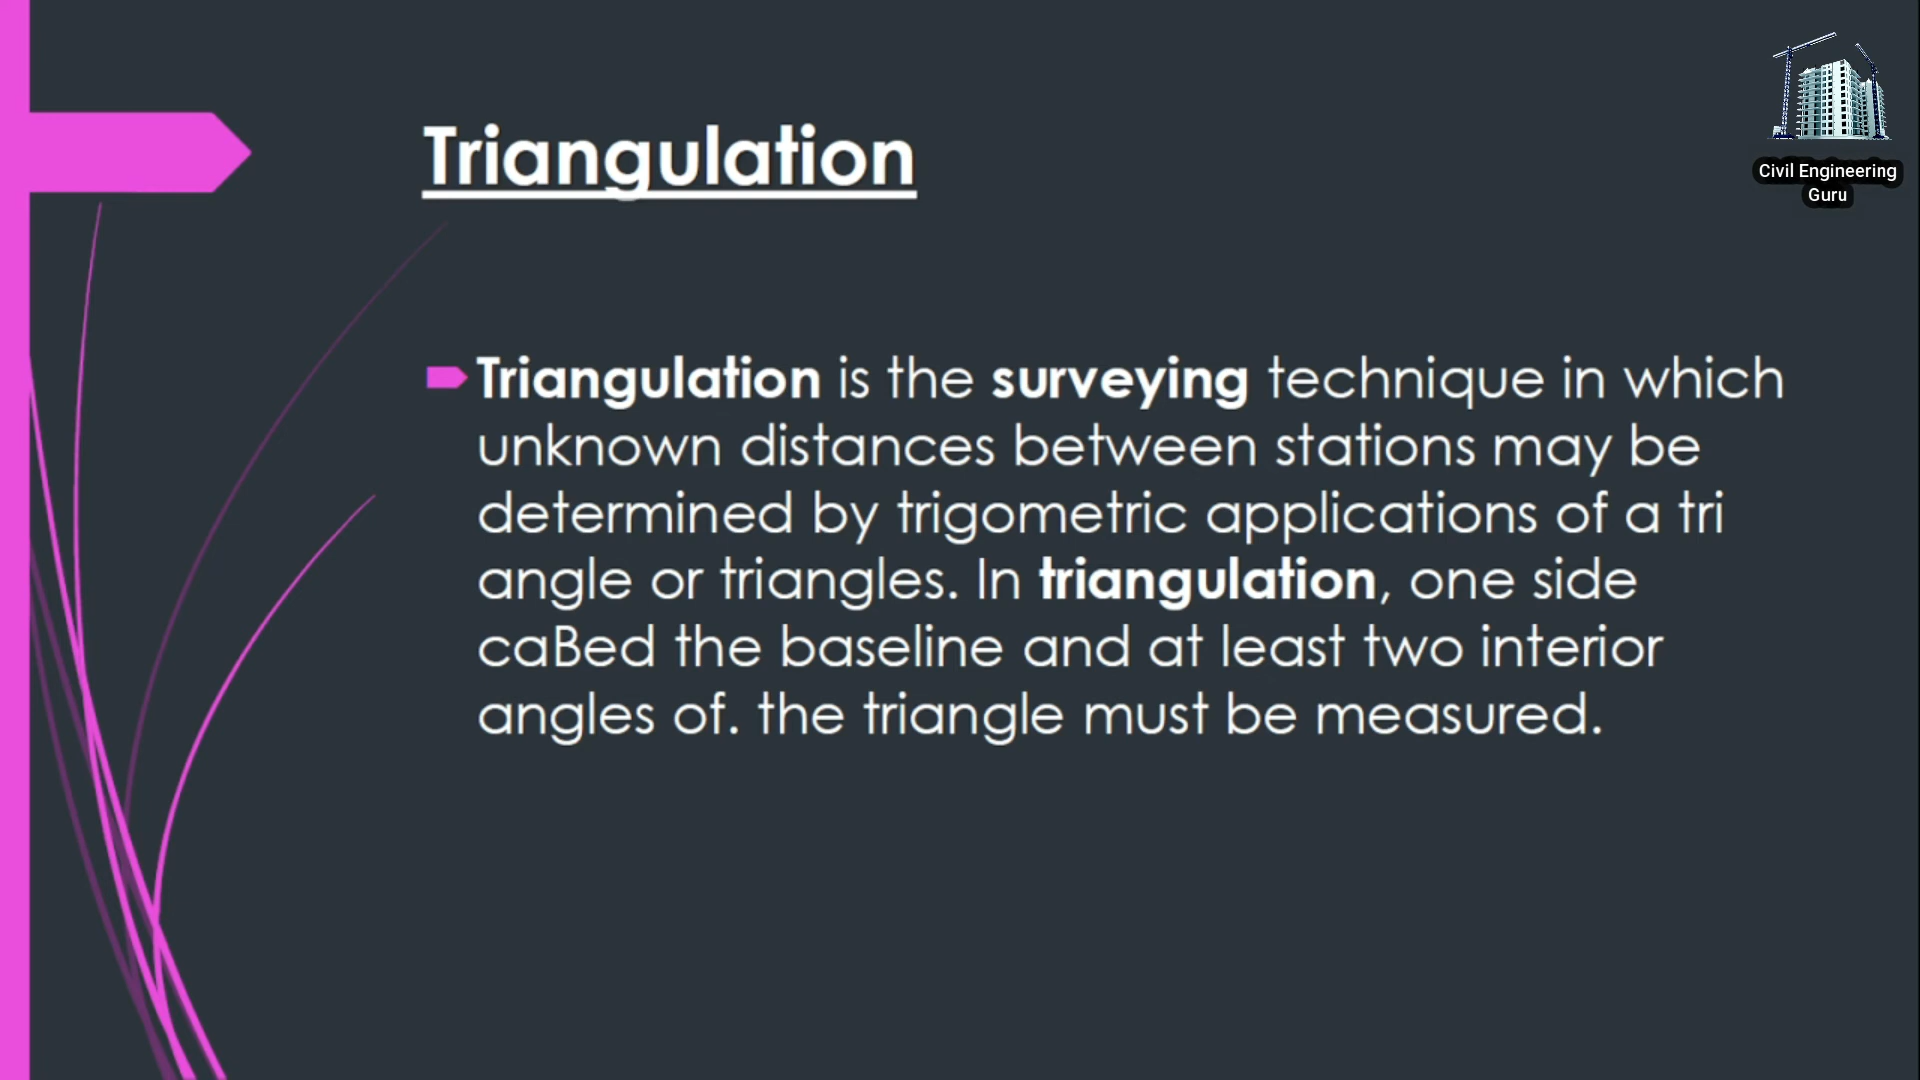 Civil Engineering
Guru
Triangulation
Triangulation is the surveying technique in which
unknown distances between stations may be
determined by trigometric applications of a tri
angle or triangles. In triangulation, one side
caBed the baseline and at least two interior
angles of. the triangle must be measured.